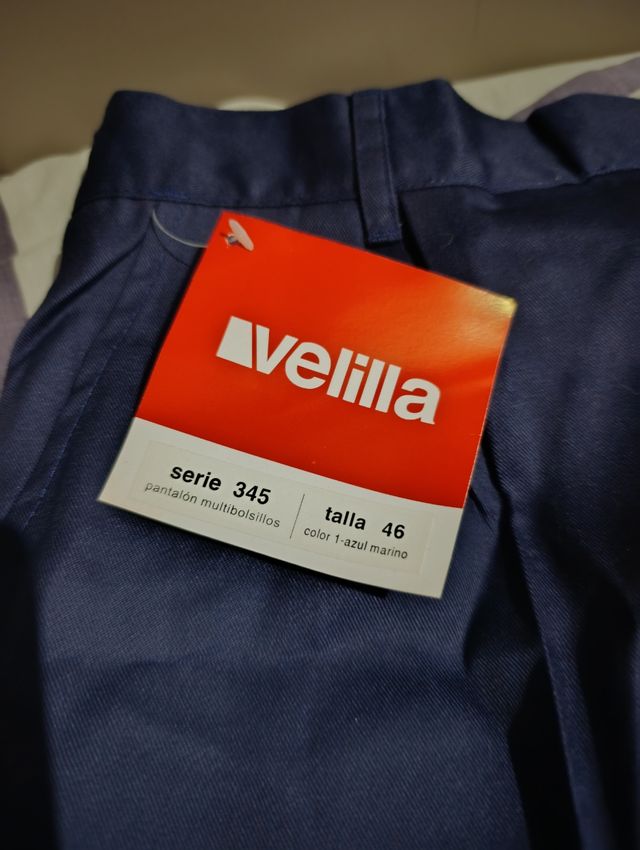 velilla
serie 345
pantalón multibolsillos
talla 46
color 1-azul marino